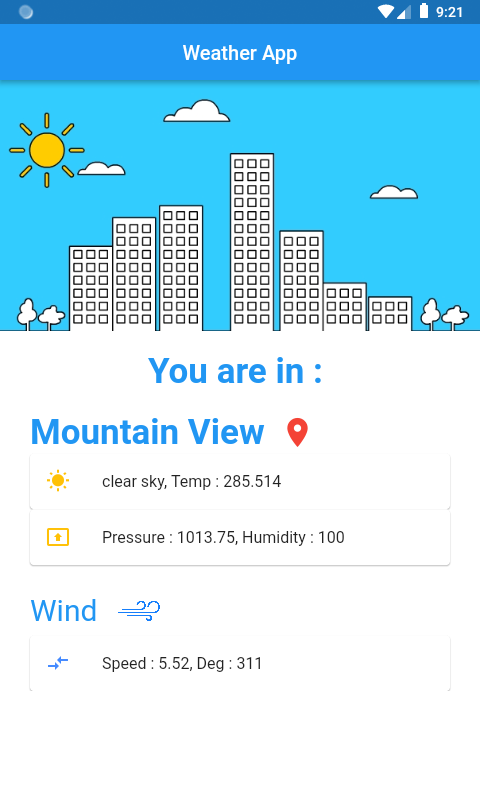 9:21
Weather App
You are in :
Mountain View
clear sky, Temp : 285.514
Pressure : 1013.75, Humidity : 100
Wind
Speed : 5.52, Deg : 311